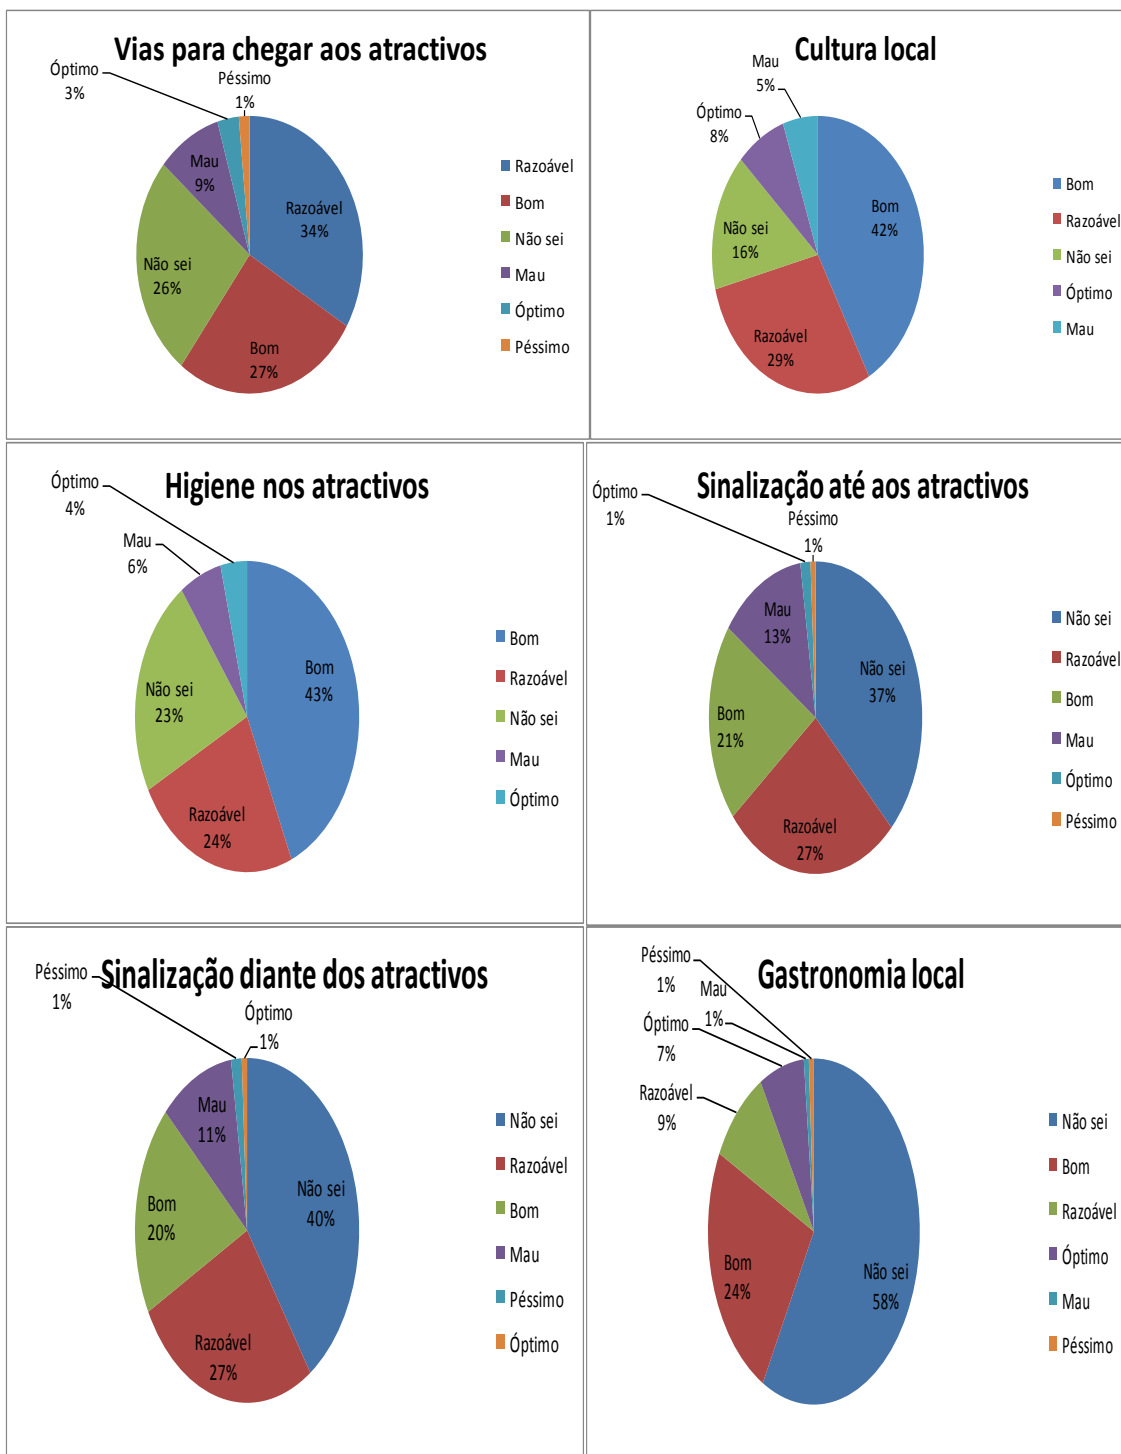 Vias para chegar aos atractivos
Óptimo
3%
Péssimo
1%
Mau
9%
Razoável
34%
Não sei
26%
Bom
27%
Razoável
Bom
Não sei
Mau
Óptimo
Péssimo
Cultura local
Mau
5%
Óptimo
8%
Não sei
16%
Bom
42%
Razoável
29%
Bom
Razoável
Não sei
Óptimo
Mau
Higiene nos atractivos
Óptimo
4%
Mau
6%
Não sei
23%
Bom
43%
Razoável
24%
Bom
Razoável
Não sei
Mau
Óptimo
Sinalização até aos atractivos
Óptimo
1%
Péssimo
1%
Mau
13%
Não sei
37%
Bom
21%
Razoável
27%
Não sei
Razoável
Bom
Mau
Óptimo
Péssimo
Sinalização diante dos atractivos
Péssimo
1%
Óptimo
1%
Mau
11%
Não sei
40%
Bom
20%
Razoável
27%
Não sei
Razoável
Bom
Mau
Péssimo
Óptimo
Gastronomia local
Péssimo
1%
Mau
1%
Óptimo
7%
Razoável
9%
Bom
24%
Não sei
58%
Não sei
Bom
Razoável
Óptimo
Mau
Péssimo